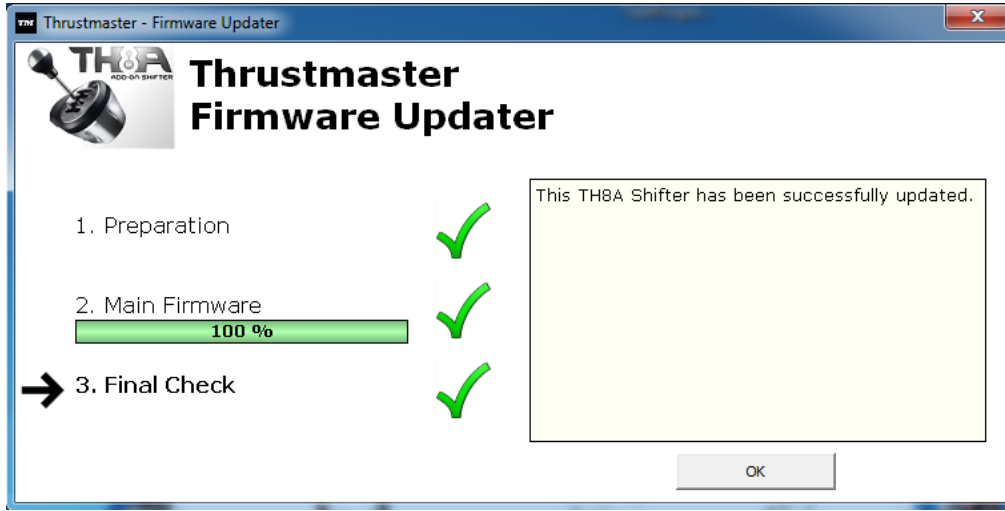 Thrustmaster - Firmware Updater
TH8A
ADD-ON SHIFTER
Thrustmaster
Firmware Updater
1. Preparation
2. Main Firmware
100 %
3. Final Check
This TH8A Shifter has been successfully updated.
OK